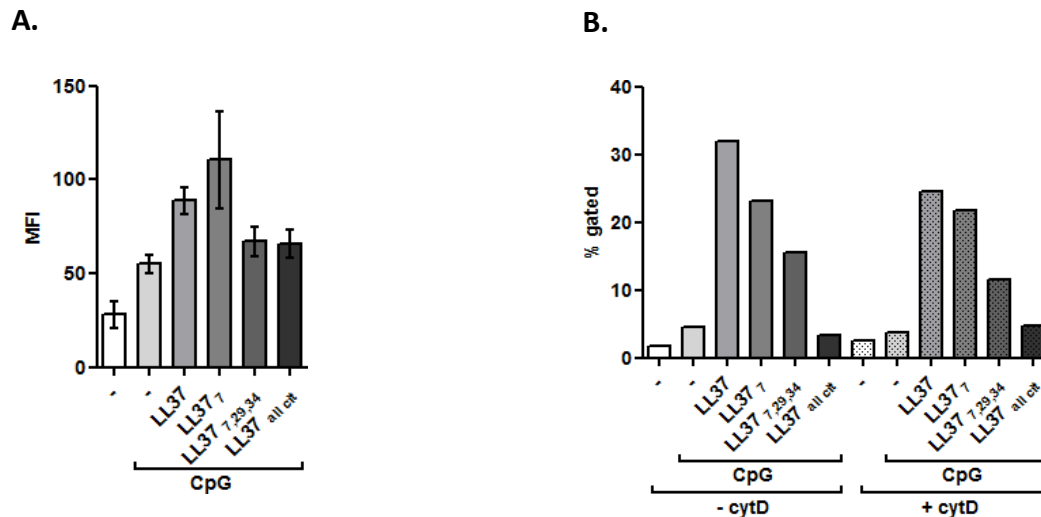 A.
B.
MFI
150
100
50
0
-
-
LL37
LL37 7
LL37 7,29,34
LL37 all cit
CpG
% gated
40
30
20
10
0
-
-
LL37
LL37 7
LL37 7,29,34
LL37 all cit
-
-
LL37
LL37 7
LL37 7,29,34
LL37 all cit
CpG
CpG
- cytD
+ cytD